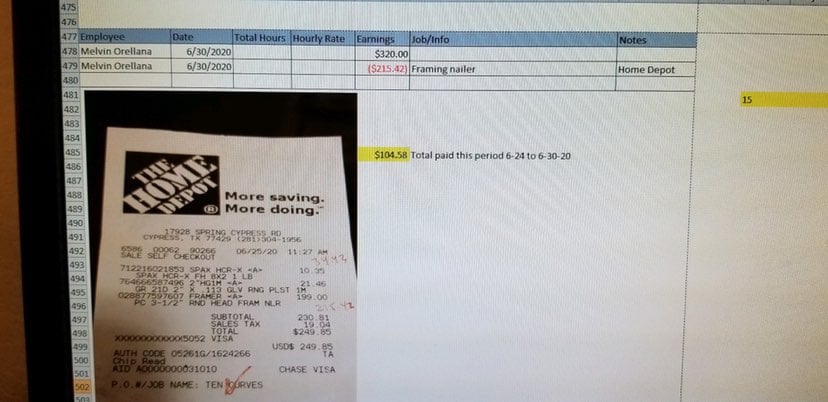 475
476
477 Employee Date Total Hours Hourly Rate Earnings Job/Info Notes
478 Melvin Orellana 6/30/2020 $320.00
479 Melvin Orellana 6/30/2020 ($215.42) Framing nailer Home Depot
480
481
15
482
483
484
485 $104.58 Total paid this period 6-24 to 6-30-20
486
487
488
489
490
491
492
493
494
495
496
497
498
499
500
501
502
503
THE
HOME
DEPOT
More saving.
More doing.
17928 SPRING CYPRESS RD
CYPRESS, TX 77429 (281)304-1956
6586 00062 90266 06/25/20 11:27 AM
SALE SELF CHECKOUT
712216021853 SPAX HCR-X <A> 10.35
SPAX HCR-X FH 8X2 1 LB
764666587496 2"HG1M <A> 21.46
GR 21D 2" X .113 GLV RNG PLST 1M
028877597607 FRAMER <A> 199.00
PC 3-1/2" RND HEAD FRAM NLR
215.42
SUBTOTAL 230.81
SALES TAX 19.04
TOTAL $249.85
XXXXXXXXXXXX5052 VISA
USD$ 249.85
AUTH CODE 05261G/1624266 TA
Chip Read
AID A0000000031010 CHASE VISA
P.O.#/JOB NAME: TEN CURVES